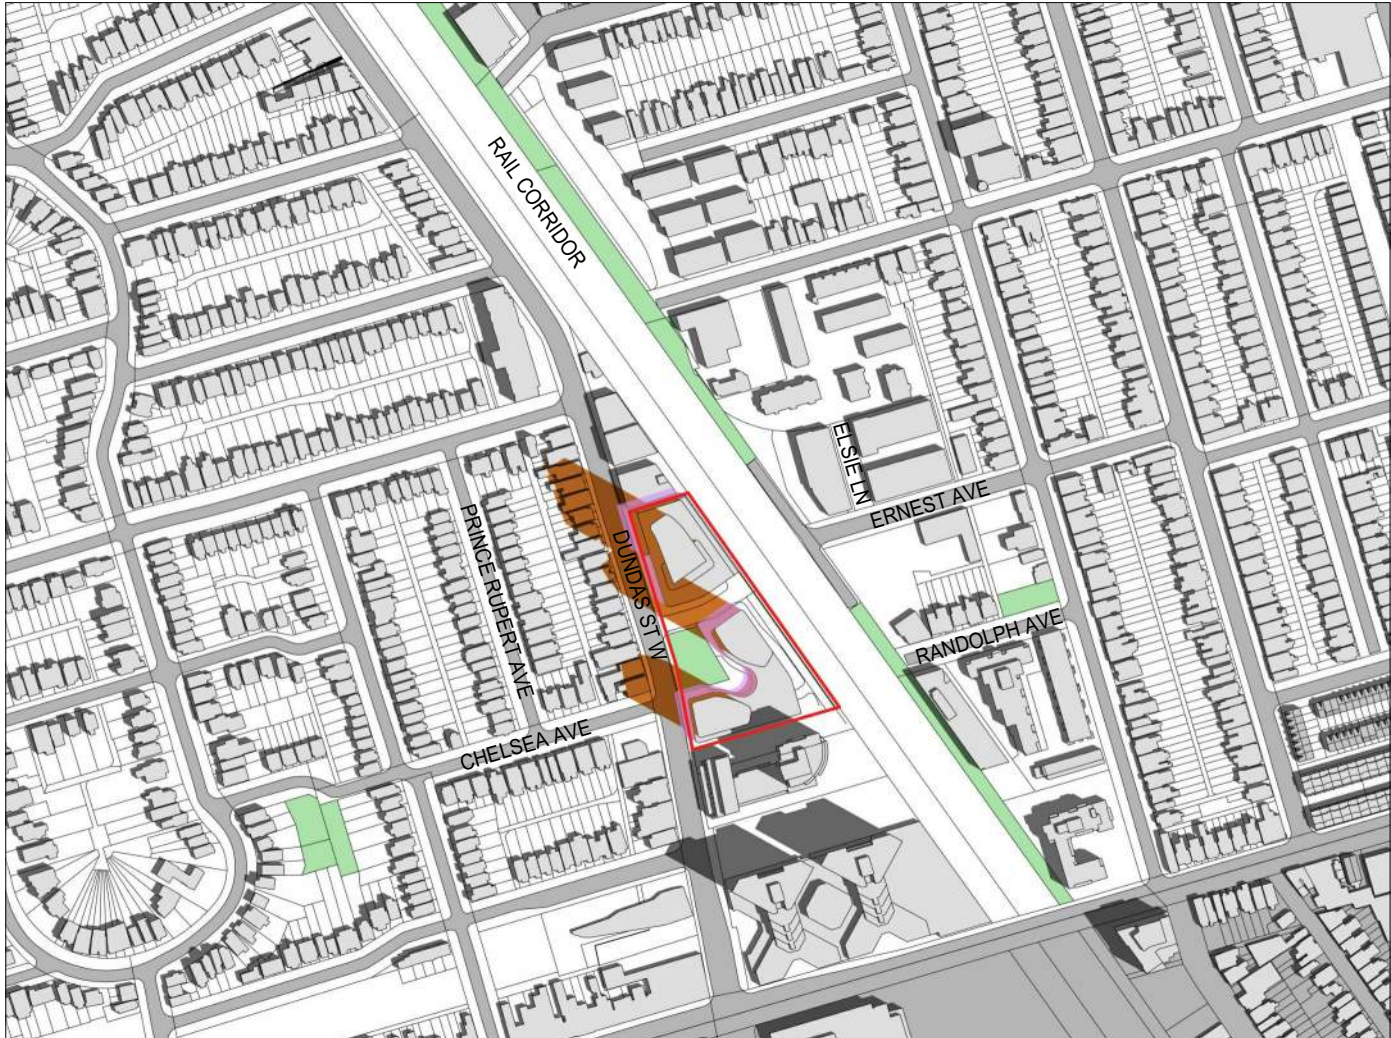 RAIL CORRIDOR
ELSIE LN
ERNEST AVE
PRINCE RUPERT AVE
DUNDAS ST W
RANDOLPH AVE
CHELSEA AVE